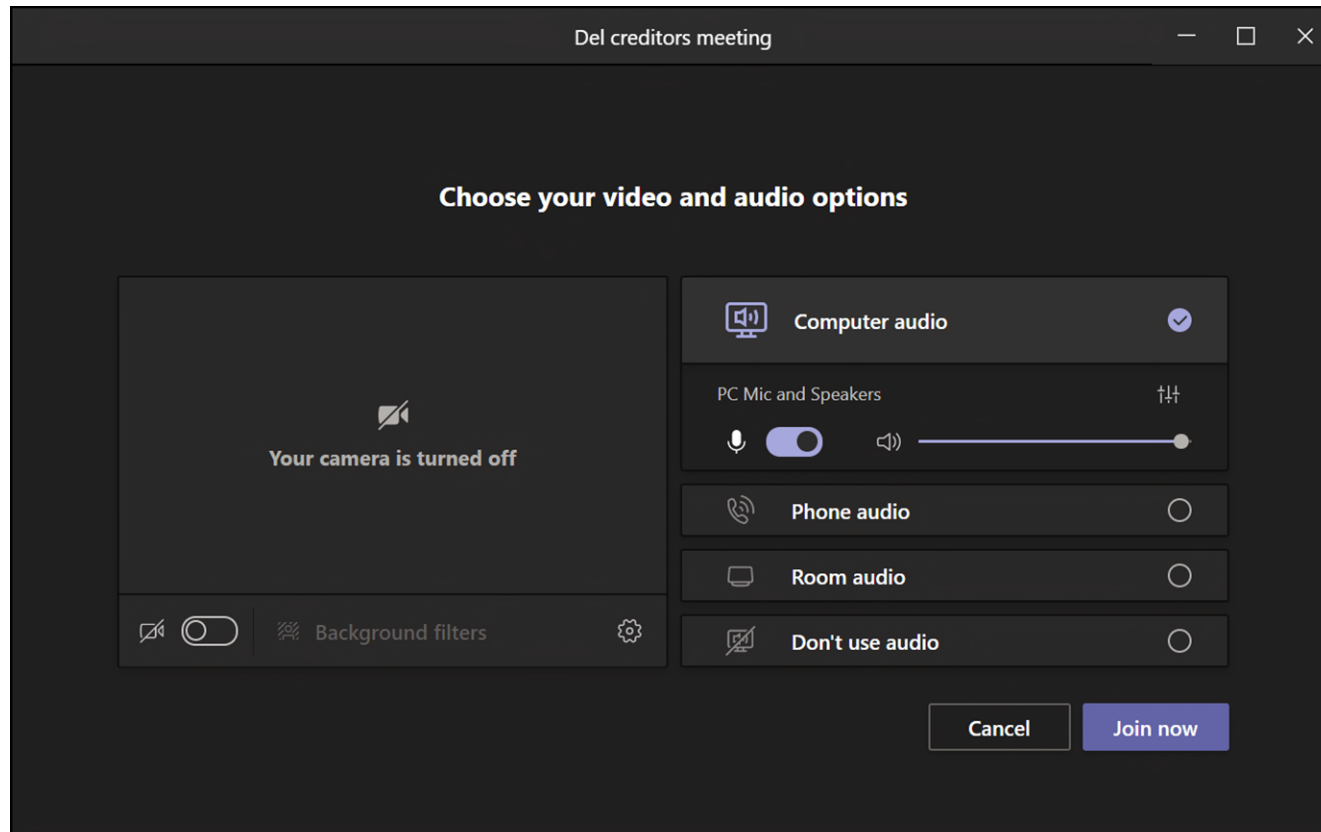 Del creditors meeting
Choose your video and audio options
Your camera is turned off
Background filters
Computer audio
PC Mic and Speakers
Phone audio
Room audio
Don't use audio
Cancel
Join now